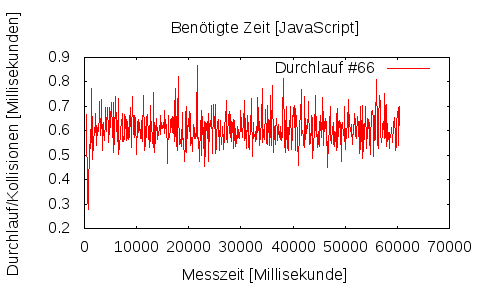 Benötigte Zeit [JavaScript]
Durchlauf/Kollisionen [Millisekunden]
Durchlauf #66
0.9
0.8
0.7
0.6
0.5
0.4
0.3
0.2
0 10000 20000 30000 40000 50000 60000 70000
Messzeit [Millisekunde]